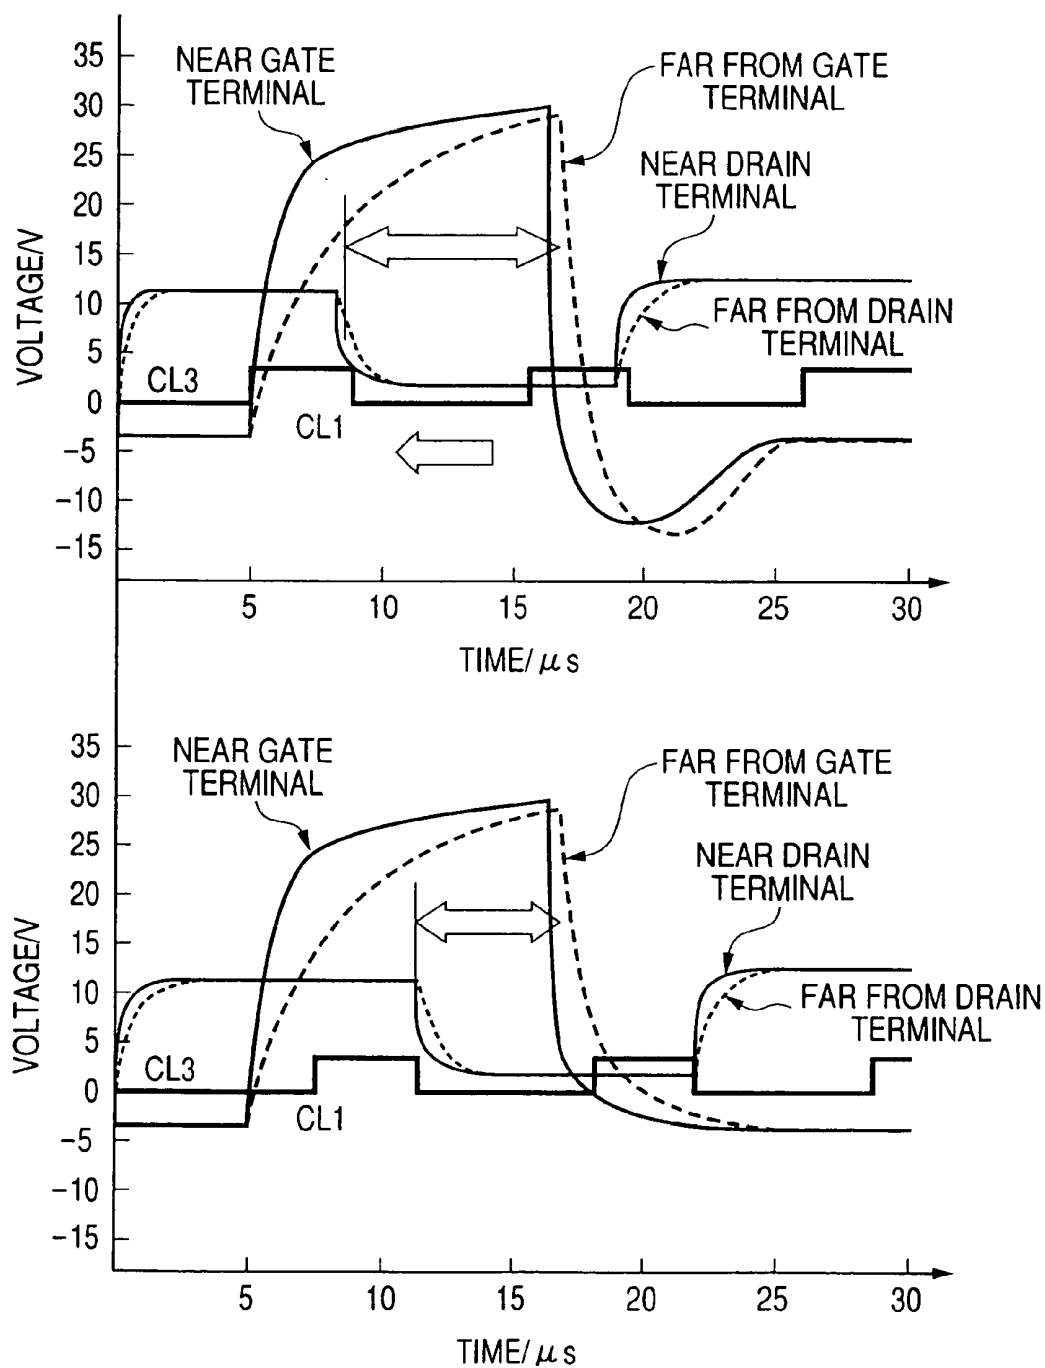 35
30
25
20
15
10
5
0
−5
−10
−15
VOLTAGE/V
NEAR GATE
TERMINAL
FAR FROM GATE
TERMINAL
NEAR DRAIN
TERMINAL
FAR FROM DRAIN
TERMINAL
CL3
CL1
5 10 15 20 25 30
TIME/ μs
35
30
25
20
15
10
5
0
−5
−10
−15
VOLTAGE/V
NEAR GATE
TERMINAL
FAR FROM GATE
TERMINAL
NEAR DRAIN
TERMINAL
FAR FROM DRAIN
TERMINAL
CL3
CL1
5 10 15 20 25 30
TIME/ μs